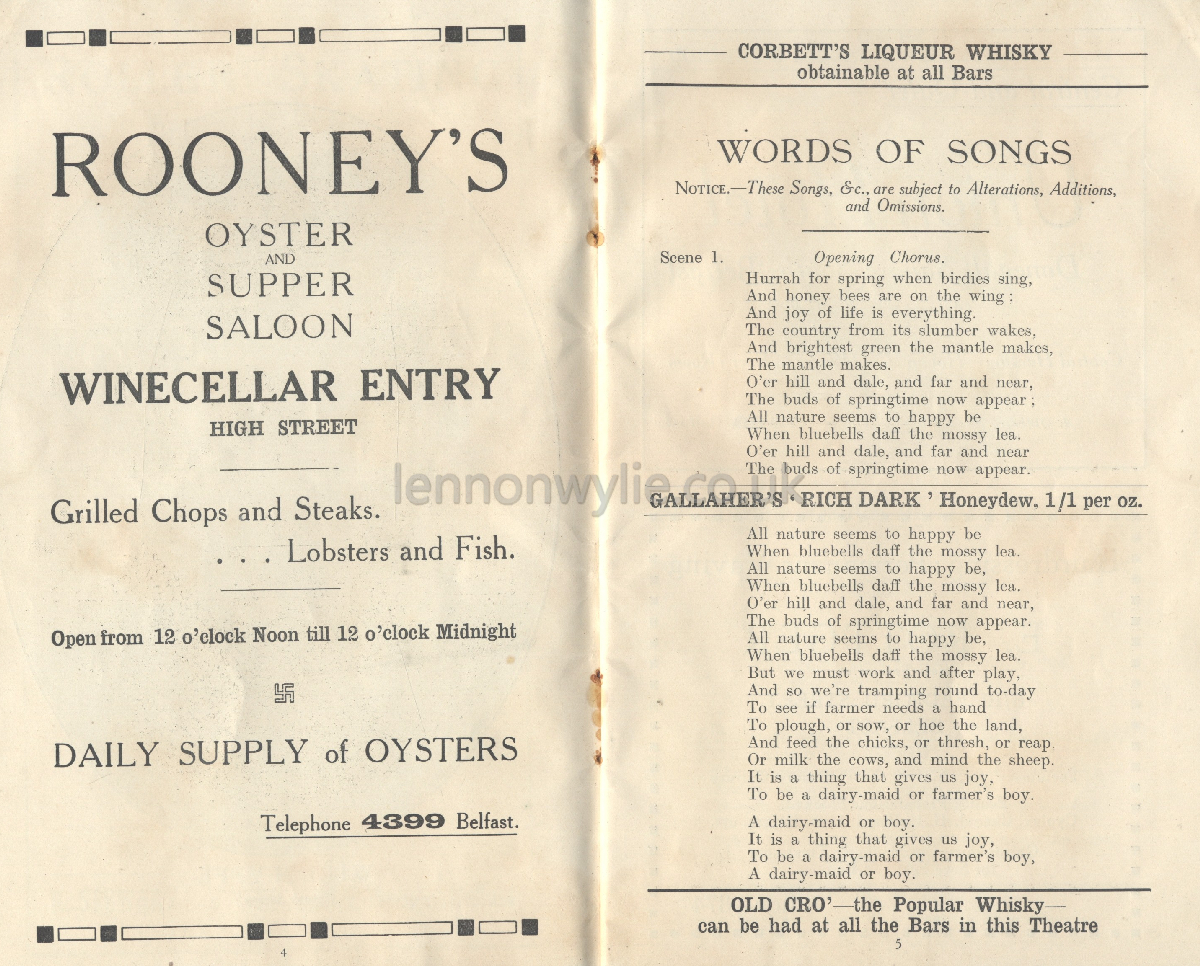 ROONEY'S
OYSTER
AND
SUPPER
SALOON
WINECELLAR ENTRY
HIGH STREET
Grilled Chops and Steaks.
. . . Lobsters and Fish.
Open from 12 o'clock Noon till 12 o'clock Midnight
DAILY SUPPLY of OYSTERS
Telephone 4399 Belfast.
4
CORBETT'S LIQUEUR WHISKY
obtainable at all Bars
WORDS OF SONGS
NOTICE.—These Songs, &c., are subject to Alterations, Additions,
and Omissions.
Scene 1. Opening Chorus.
Hurrah for spring when birdies sing,
And honey bees are on the wing;
And joy of life is everything.
The country from its slumber wakes,
And brightest green the mantle makes,
The mantle makes.
O'er hill and dale, and far and near,
The buds of springtime now appear;
All nature seems to happy be
When bluebells daff the mossy lea.
O'er hill and dale, and far and near
The buds of springtime now appear.
lennonwylie.co.uk
GALLAHER'S 'RICH DARK' Honeydew. 1/1 per oz.
All nature seems to happy be
When bluebells daff the mossy lea.
All nature seems to happy be,
When bluebells daff the mossy lea.
O'er hill and dale, and far and near,
The buds of springtime now appear.
All nature seems to happy be,
When bluebells daff the mossy lea.
But we must work and after play,
And so we're tramping round to-day
To see if farmer needs a hand
To plough, or sow, or hoe the land,
And feed the chicks, or thresh, or reap,
Or milk the cows, and mind the sheep.
It is a thing that gives us joy,
To be a dairy-maid or farmer's boy.
A dairy-maid or boy.
It is a thing that gives us joy,
To be a dairy-maid or farmer's boy,
A dairy-maid or boy.
OLD CRO'—the Popular Whisky—
can be had at all the Bars in this Theatre
5